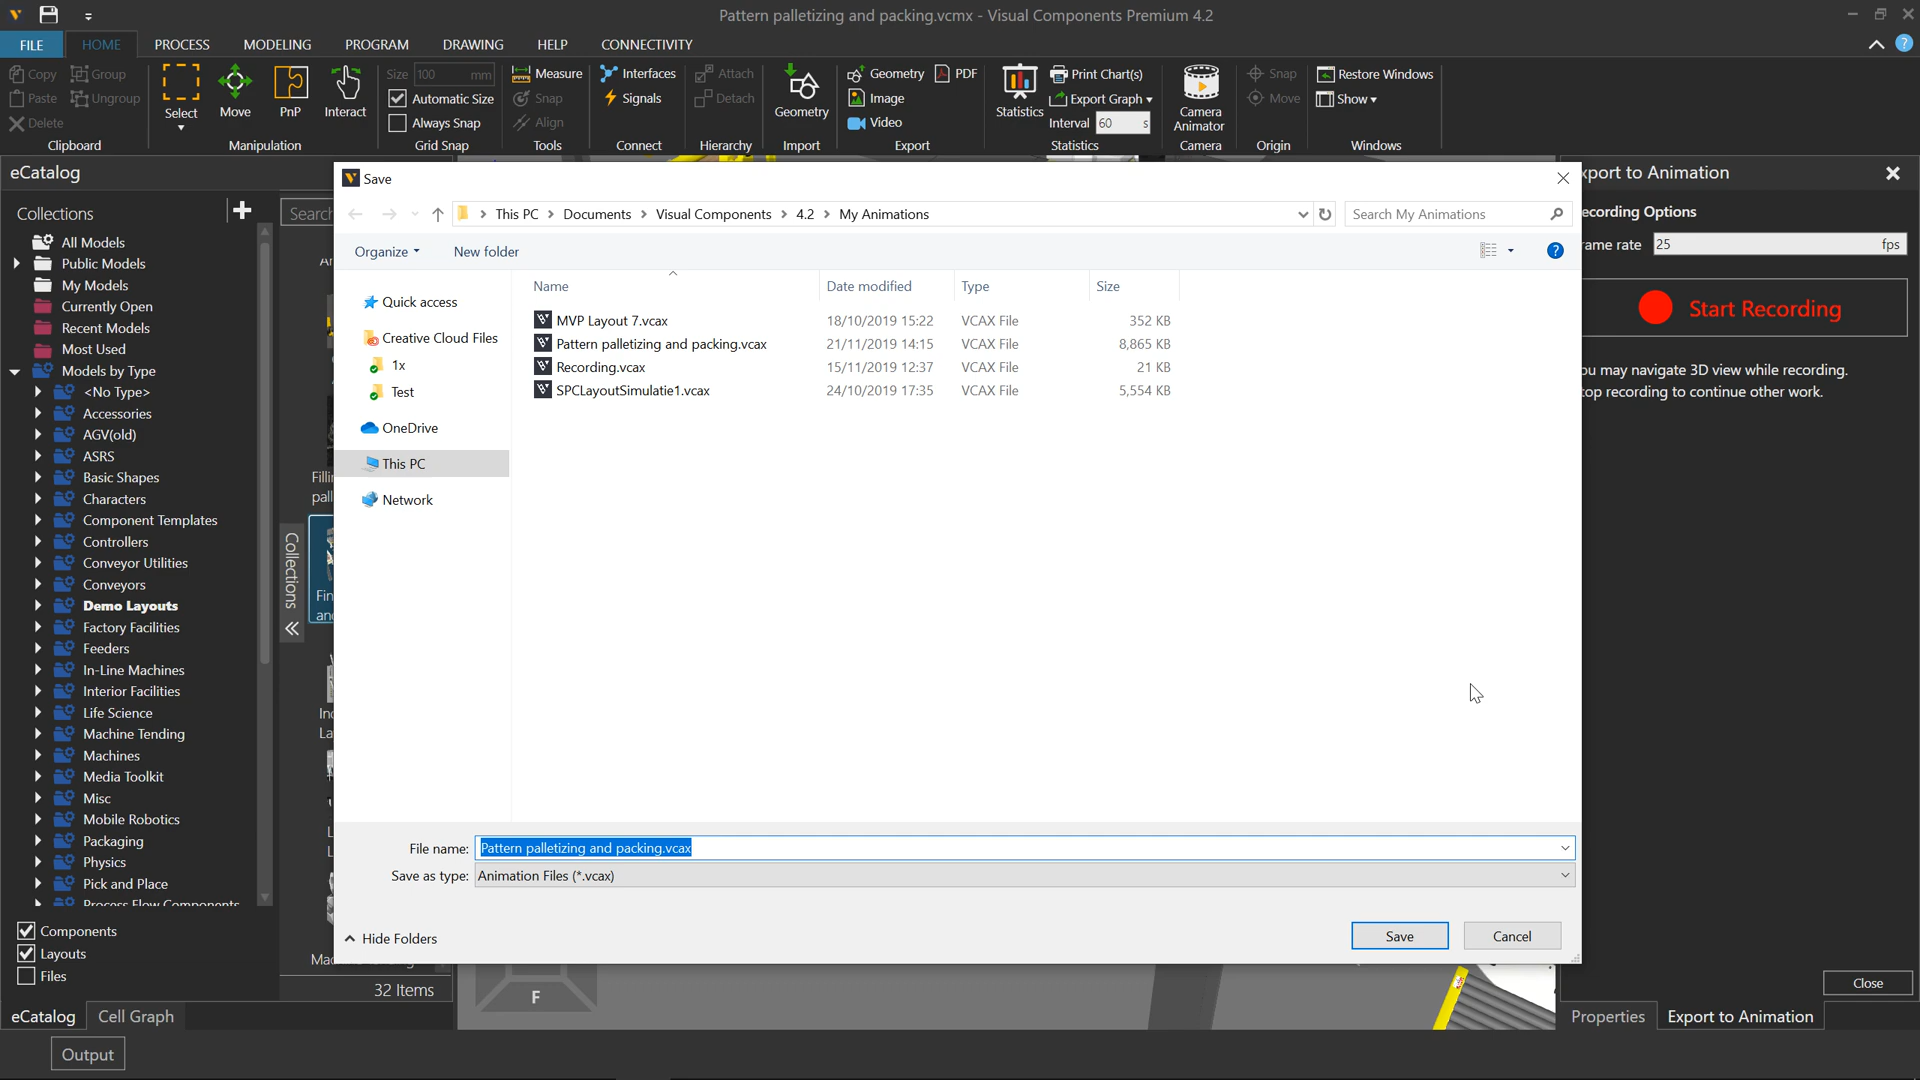 Pattern palletizing and packing.vcmx - Visual Components Premium 4.2
FILE
HOME
PROCESS
MODELING
PROGRAM
DRAWING
HELP
CONNECTIVITY
Copy
Group
Paste
Ungroup
Delete
Clipboard
Select
Move
PnP
Interact
Manipulation
Size 100 mm
Automatic Size
Always Snap
Grid Snap
Measure
Snap
Align
Tools
Interfaces
Signals
Connect
Attach
Detach
Hierarchy
Geometry
Import
Geometry
PDF
Image
Video
Export
Statistics
Print Chart(s)
Export Graph
Interval 60 s
Statistics
Camera
Animator
Camera
Snap
Move
Origin
Restore Windows
Show
Windows
eCatalog
Collections
Search
All Models
Public Models
My Models
Currently Open
Recent Models
Most Used
Models by Type
<No Type>
Accessories
AGV(old)
ASRS
Basic Shapes
Characters
Component Templates
Controllers
Conveyor Utilities
Conveyors
Demo Layouts
Factory Facilities
Feeders
In-Line Machines
Interior Facilities
Life Science
Machine Tending
Machines
Media Toolkit
Misc
Mobile Robotics
Packaging
Physics
Pick and Place
Process Flow Components
Components
Layouts
Files
Collections
32 Items
eCatalog
Cell Graph
Output
Save
This PC > Documents > Visual Components > 4.2 > My Animations
Search My Animations
Organize
New folder
Quick access
Creative Cloud Files
1x
Test
OneDrive
This PC
Network
Name Date modified Type Size
MVP Layout 7.vcax 18/10/2019 15:22 VCAX File 352 KB
Pattern palletizing and packing.vcax 21/11/2019 14:15 VCAX File 8,865 KB
Recording.vcax 15/11/2019 12:37 VCAX File 21 KB
SPCLayoutSimulatie1.vcax 24/10/2019 17:35 VCAX File 5,554 KB
File name: Pattern palletizing and packing.vcax
Save as type: Animation Files (*.vcax)
Hide Folders
Save
Cancel
F
xport to Animation
ecording Options
rame rate 25 fps
Start Recording
ou may navigate 3D view while recording.
top recording to continue other work.
Close
Properties
Export to Animation